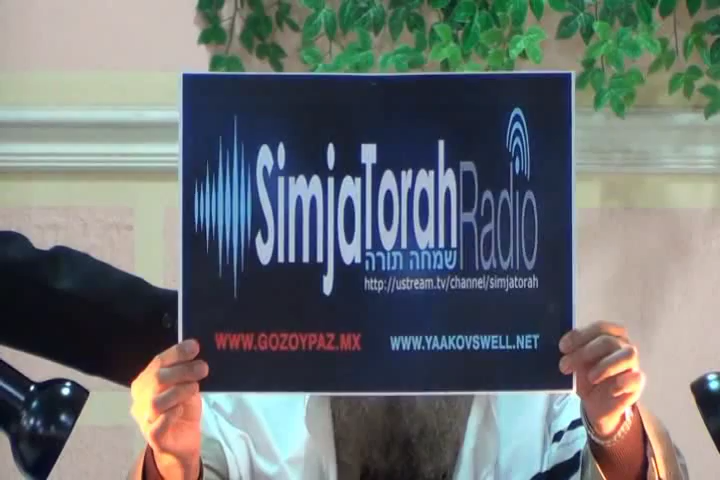 SimjaTorahRadio
שמחה תורה
http://ustream.tv/channel/simjatorah
WWW.GOZOYPAZ.MX WWW.YAAKOVSWELL.NET